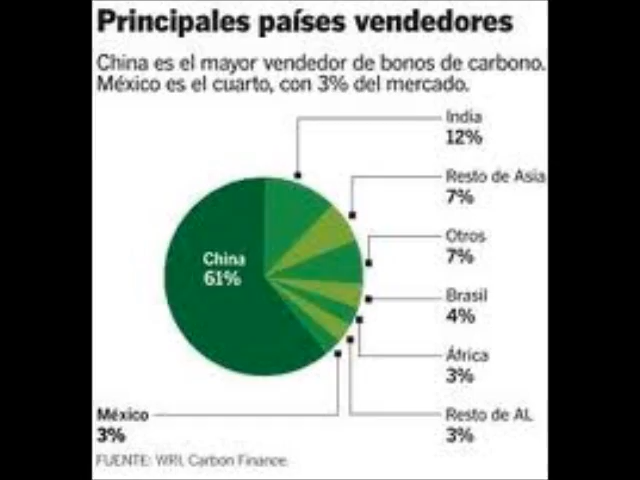 Principales países vendedores
China es el mayor vendedor de bonos de carbono.
México es el cuarto, con 3% del mercado.
India
12%
Resto de Asia
7%
Otros
7%
China
61%
Brasil
4%
África
3%
México
3%
Resto de AL
3%
FUENTE: WRI, Carbon Finance